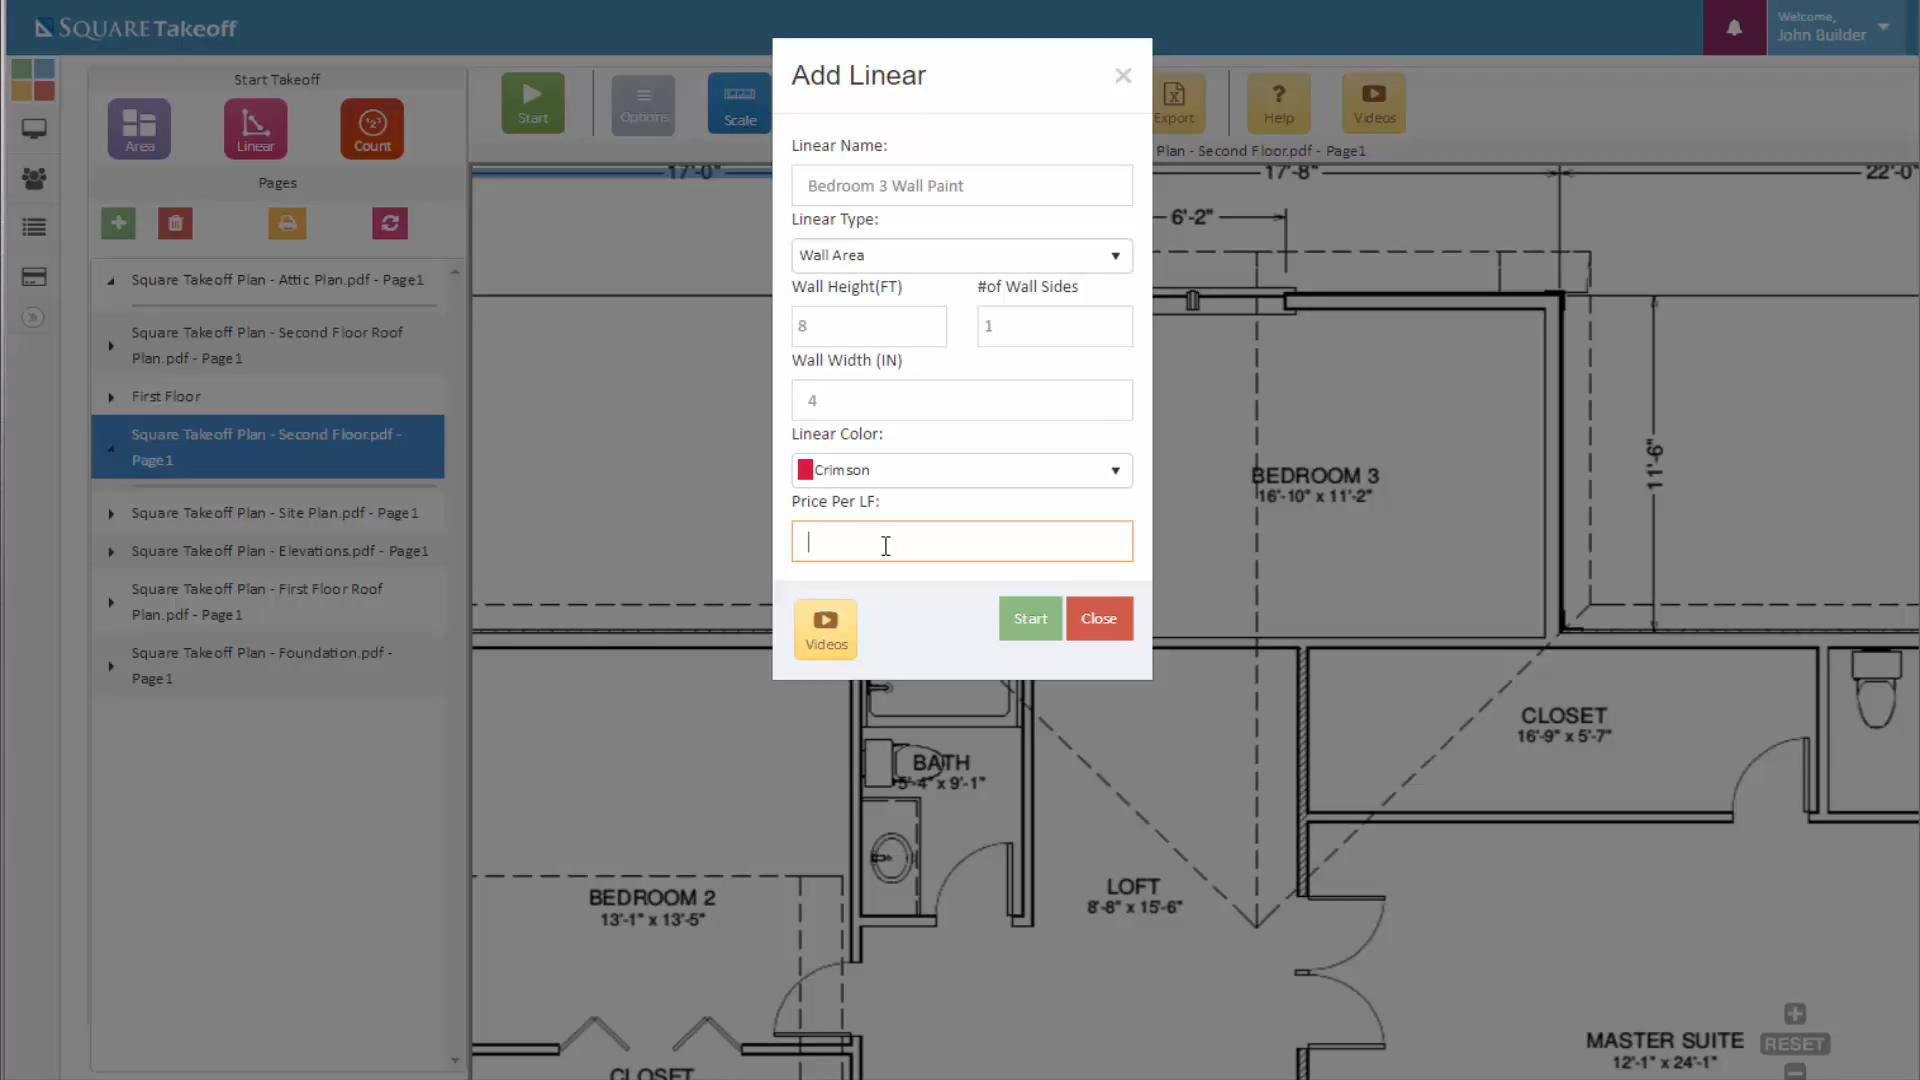 SQUARE Takeoff
Welcome,
John Builder
Start Takeoff
Area
Linear
Count
Pages
Square Takeoff Plan - Attic Plan.pdf - Page1
Square Takeoff Plan - Second Floor Roof
Plan.pdf - Page1
First Floor
Square Takeoff Plan - Second Floor.pdf -
Page1
Square Takeoff Plan - Site Plan.pdf - Page1
Square Takeoff Plan - Elevations.pdf - Page1
Square Takeoff Plan - First Floor Roof
Plan.pdf - Page1
Square Takeoff Plan - Foundation.pdf -
Page1
Start
Options
Scale
Export
Help
Videos
Plan - Second Floor.pdf - Page1
Add Linear
×
Linear Name:
Bedroom 3 Wall Paint
Linear Type:
Wall Area
Wall Height(FT)
#of Wall Sides
8
1
Wall Width (IN)
4
Linear Color:
Crimson
Price Per LF:
Videos
Start
Close
17'-0"
17'-8"
22'-0"
6'-2"
BEDROOM 3
16'-10" x 11'-2"
11'-6"
CLOSET
16'-9" x 5'-7"
BATH
5'-4" x 9'-1"
BEDROOM 2
13'-1" x 13'-5"
LOFT
8'-8" x 15'-6"
MASTER SUITE
12'-1" x 24'-1"
RESET
CLOSET